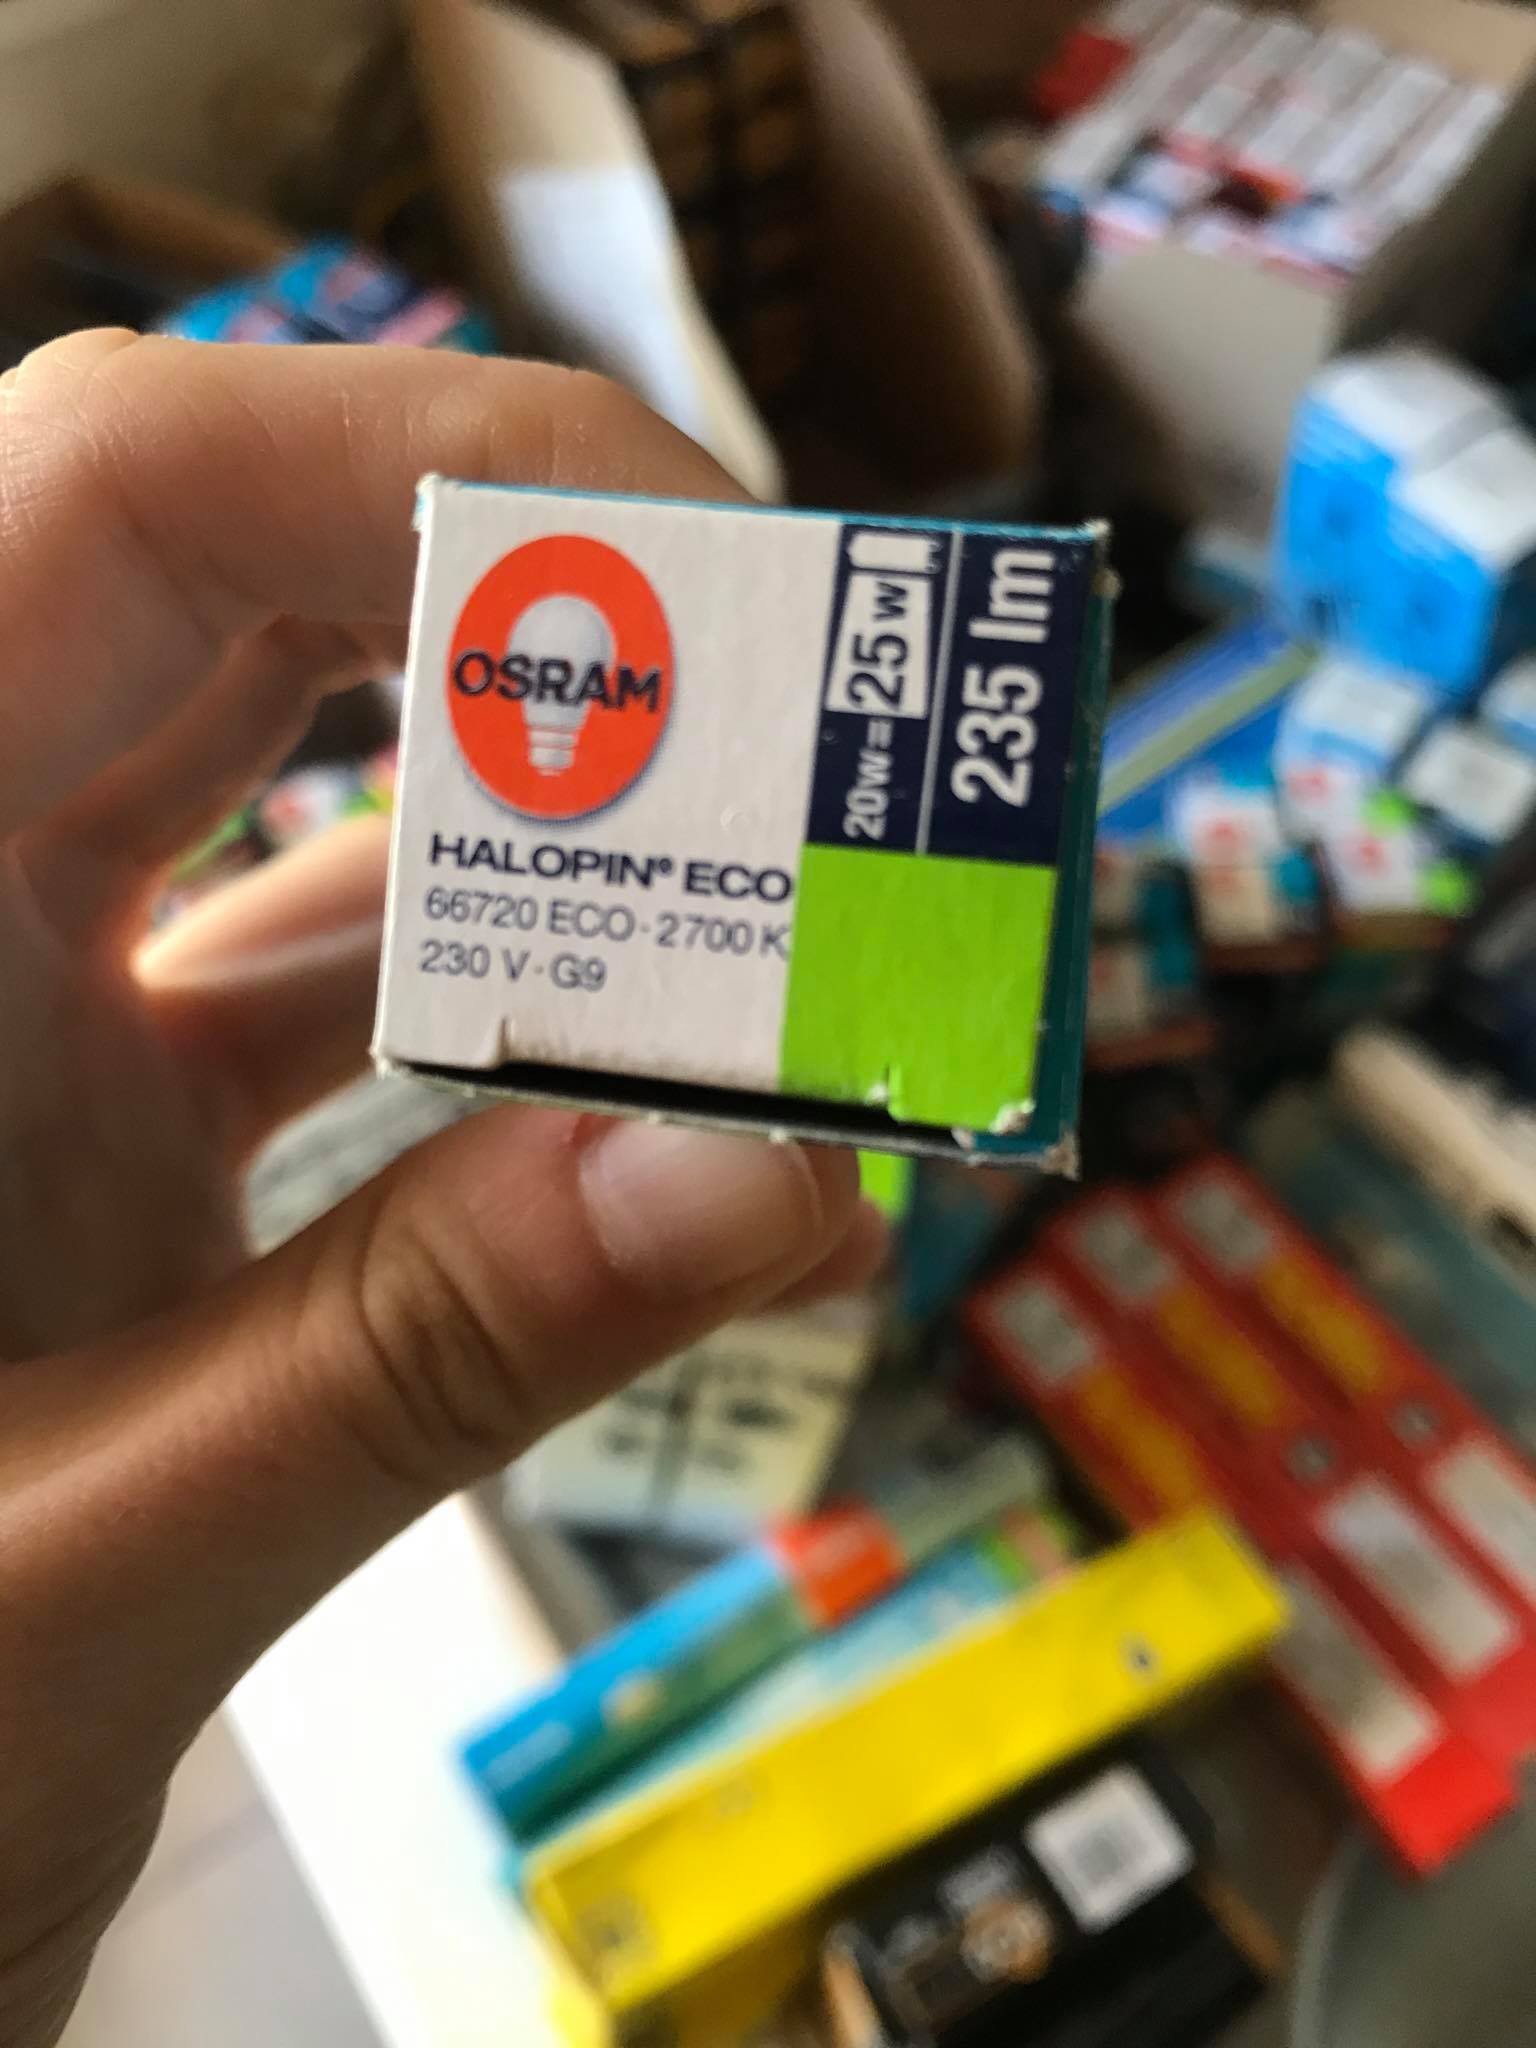 OSRAM
HALOPIN® ECO
66720 ECO·2700 K
230 V·G9
20W=25W
235 lm